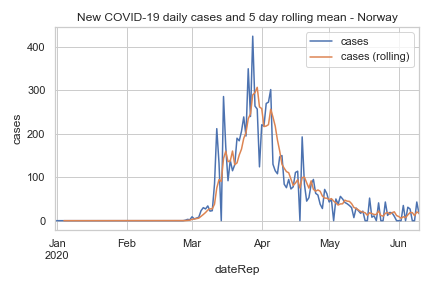 New COVID-19 daily cases and 5 day rolling mean - Norway
cases
cases (rolling)
cases
400
300
200
100
0
Jan
2020
Feb
Mar
Apr
May
Jun
dateRep